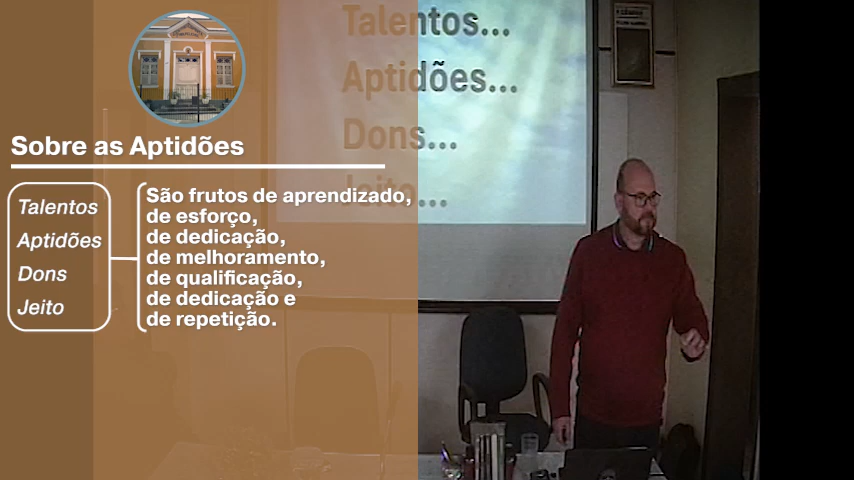 Talentos...
Aptidões...
Dons...
Jeito...
Sobre as Aptidões
Talentos
Aptidões
Dons
Jeito
São frutos de aprendizado,
de esforço,
de dedicação,
de melhoramento,
de qualificação,
de dedicação e
de repetição.